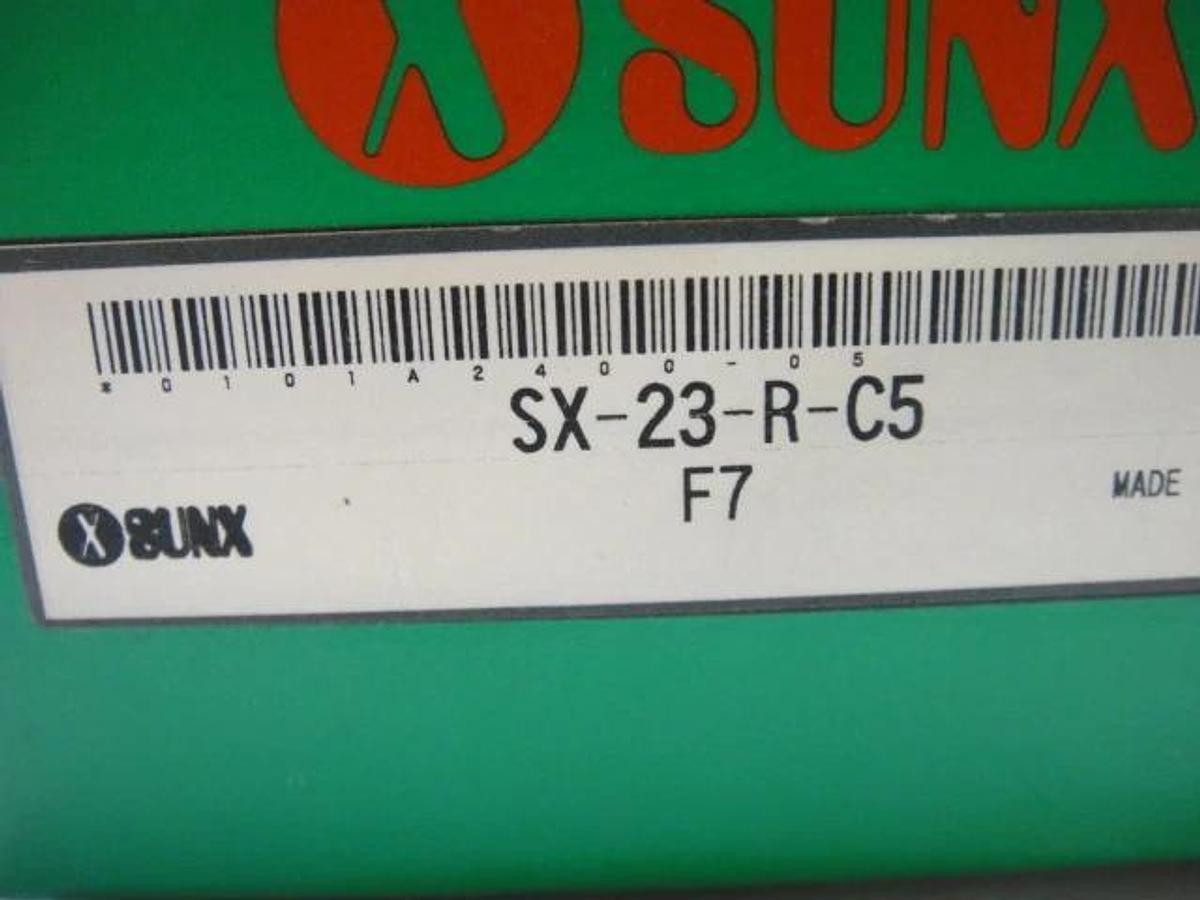 SUNX
*0101A2400-05
SX-23-R-C5
F7
MADE
SUNX